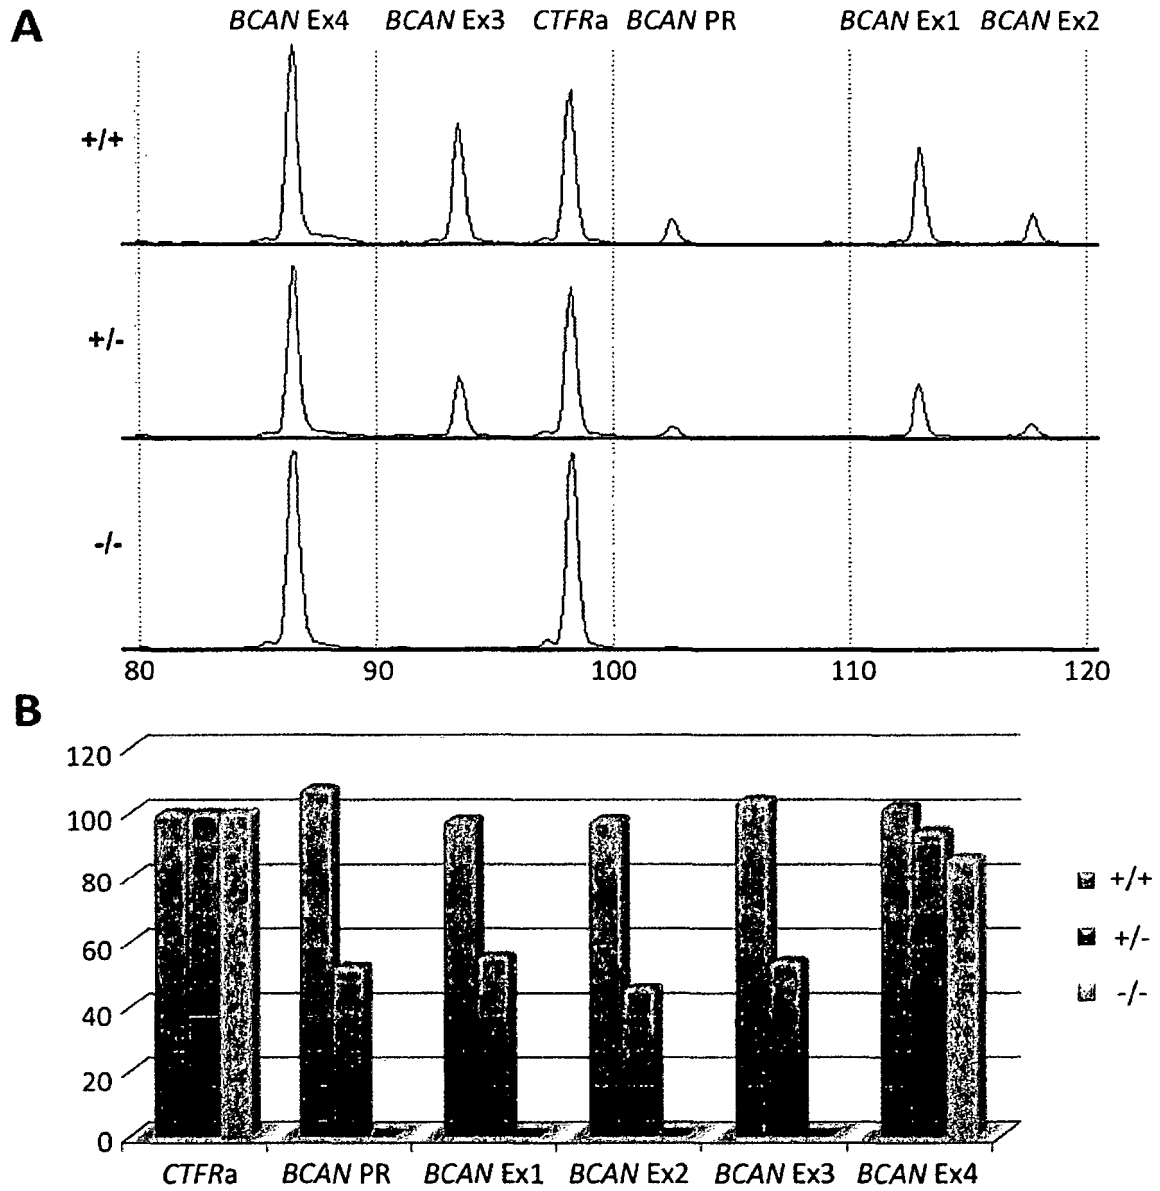 A
BCAN Ex4 BCAN Ex3 CTFRa BCAN PR BCAN Ex1 BCAN Ex2
+/+
+/-
-/-
80 90 100 110 120
B
120
100
80
60
40
20
0
+/+
+/-
-/-
CTFRa BCAN PR BCAN Ex1 BCAN Ex2 BCAN Ex3 BCAN Ex4